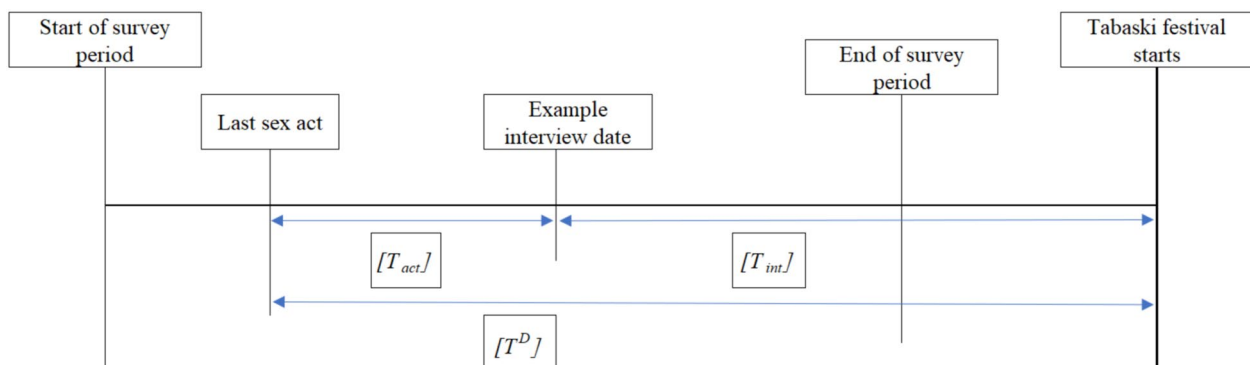 Start of survey
period
Tabaski festival
starts
End of survey
period
Last sex act
Example
interview date
[T act]
[T int]
[T^D]